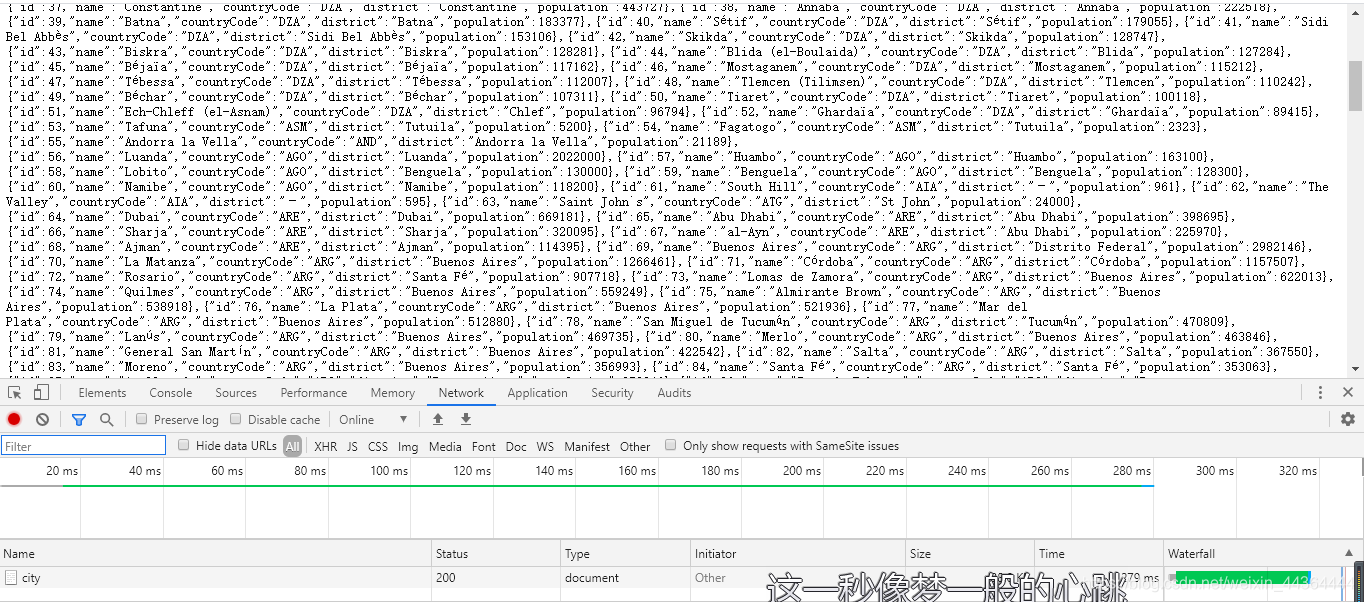 {"id":37,"name":"Constantine","countryCode":"DZA","district":"Constantine","population":443727},{"id":38,"name":"Annaba","countryCode":"DZA","district":"Annaba","population":222518},
{"id":39,"name":"Batna","countryCode":"DZA","district":"Batna","population":183377},{"id":40,"name":"Sétif","countryCode":"DZA","district":"Sétif","population":179055},{"id":41,"name":"Sidi
Bel Abbès","countryCode":"DZA","district":"Sidi Bel Abbès","population":153106},{"id":42,"name":"Skikda","countryCode":"DZA","district":"Skikda","population":128747},
{"id":43,"name":"Biskra","countryCode":"DZA","district":"Biskra","population":128281},{"id":44,"name":"Blida (el-Boulaida)","countryCode":"DZA","district":"Blida","population":127284},
{"id":45,"name":"Béjaïa","countryCode":"DZA","district":"Béjaïa","population":117162},{"id":46,"name":"Mostaganem","countryCode":"DZA","district":"Mostaganem","population":115212},
{"id":47,"name":"Tébessa","countryCode":"DZA","district":"Tébessa","population":112007},{"id":48,"name":"Tlemcen (Tilimsen)","countryCode":"DZA","district":"Tlemcen","population":110242},
{"id":49,"name":"Béchar","countryCode":"DZA","district":"Béchar","population":107311},{"id":50,"name":"Tiaret","countryCode":"DZA","district":"Tiaret","population":100118},
{"id":51,"name":"Ech-Chleff (el-Asnam)","countryCode":"DZA","district":"Chlef","population":96794},{"id":52,"name":"Ghardaïa","countryCode":"DZA","district":"Ghardaïa","population":89415},
{"id":53,"name":"Tafuna","countryCode":"ASM","district":"Tutuila","population":5200},{"id":54,"name":"Fagatogo","countryCode":"ASM","district":"Tutuila","population":2323},
{"id":55,"name":"Andorra la Vella","countryCode":"AND","district":"Andorra la Vella","population":21189},
{"id":56,"name":"Luanda","countryCode":"AGO","district":"Luanda","population":2022000},{"id":57,"name":"Huambo","countryCode":"AGO","district":"Huambo","population":163100},
{"id":58,"name":"Lobito","countryCode":"AGO","district":"Benguela","population":130000},{"id":59,"name":"Benguela","countryCode":"AGO","district":"Benguela","population":128300},
{"id":60,"name":"Namibe","countryCode":"AGO","district":"Namibe","population":118200},{"id":61,"name":"South Hill","countryCode":"AIA","district":"–","population":961},{"id":62,"name":"The
Valley","countryCode":"AIA","district":"–","population":595},{"id":63,"name":"Saint John's","countryCode":"ATG","district":"St John","population":24000},
{"id":64,"name":"Dubai","countryCode":"ARE","district":"Dubai","population":669181},{"id":65,"name":"Abu Dhabi","countryCode":"ARE","district":"Abu Dhabi","population":398695},
{"id":66,"name":"Sharja","countryCode":"ARE","district":"Sharja","population":320095},{"id":67,"name":"al-Ayn","countryCode":"ARE","district":"Abu Dhabi","population":225970},
{"id":68,"name":"Ajman","countryCode":"ARE","district":"Ajman","population":114395},{"id":69,"name":"Buenos Aires","countryCode":"ARG","district":"Distrito Federal","population":2982146},
{"id":70,"name":"La Matanza","countryCode":"ARG","district":"Buenos Aires","population":1266461},{"id":71,"name":"Córdoba","countryCode":"ARG","district":"Córdoba","population":1157507},
{"id":72,"name":"Rosario","countryCode":"ARG","district":"Santa Fé","population":907718},{"id":73,"name":"Lomas de Zamora","countryCode":"ARG","district":"Buenos Aires","population":622013},
{"id":74,"name":"Quilmes","countryCode":"ARG","district":"Buenos Aires","population":559249},{"id":75,"name":"Almirante Brown","countryCode":"ARG","district":"Buenos
Aires","population":538918},{"id":76,"name":"La Plata","countryCode":"ARG","district":"Buenos Aires","population":521936},{"id":77,"name":"Mar del
Plata","countryCode":"ARG","district":"Buenos Aires","population":512880},{"id":78,"name":"San Miguel de Tucumán","countryCode":"ARG","district":"Tucumán","population":470809},
{"id":79,"name":"Lanús","countryCode":"ARG","district":"Buenos Aires","population":469735},{"id":80,"name":"Merlo","countryCode":"ARG","district":"Buenos Aires","population":463846},
{"id":81,"name":"General San Martín","countryCode":"ARG","district":"Buenos Aires","population":422542},{"id":82,"name":"Salta","countryCode":"ARG","district":"Salta","population":367550},
{"id":83,"name":"Moreno","countryCode":"ARG","district":"Buenos Aires","population":356993},{"id":84,"name":"Santa Fé","countryCode":"ARG","district":"Santa Fé","population":353063},
Elements Console Sources Performance Memory Network Application Security Audits
Preserve log Disable cache Online
Filter Hide data URLs All XHR JS CSS Img Media Font Doc WS Manifest Other Only show requests with SameSite issues
20 ms 40 ms 60 ms 80 ms 100 ms 120 ms 140 ms 160 ms 180 ms 200 ms 220 ms 240 ms 260 ms 280 ms 300 ms 320 ms
Name Status Type Initiator Size Time Waterfall
city 200 document Other 279 ms
这一秒像梦一般的心跳